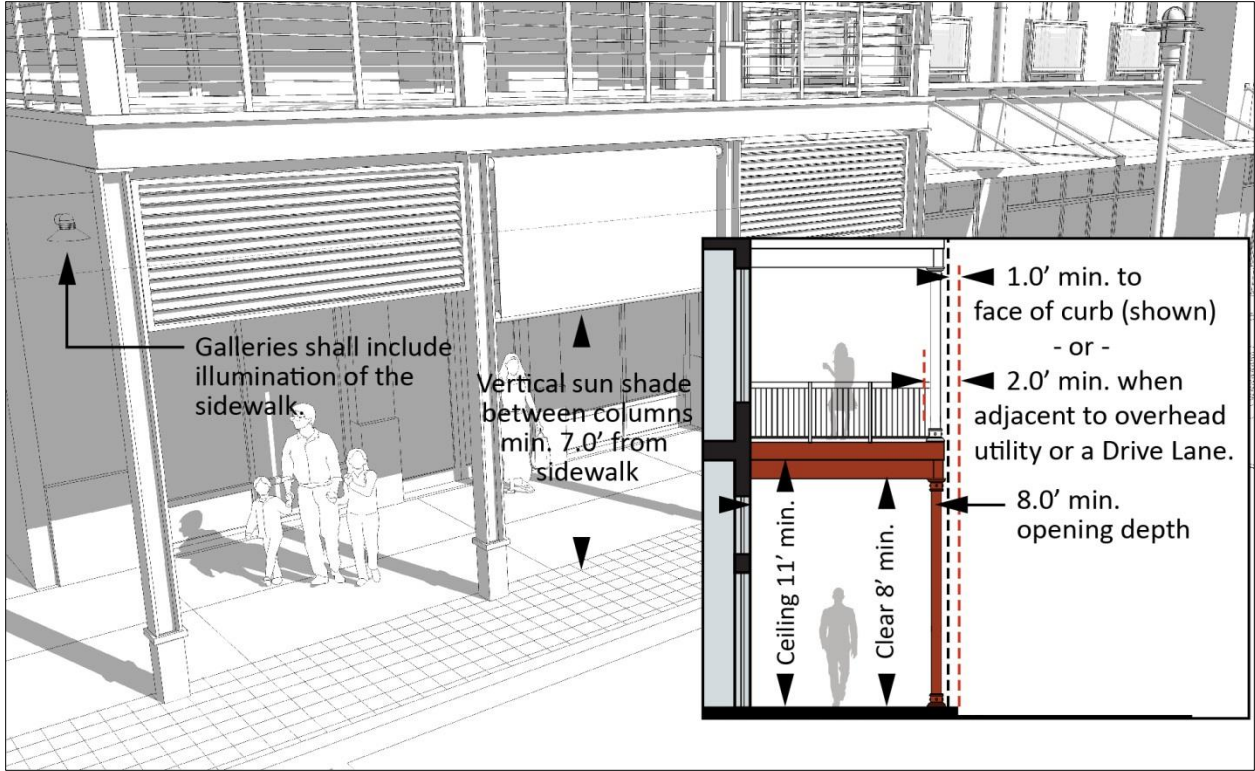 Galleries shall include
illumination of the
sidewalk.
Vertical sun shade
between columns
min. 7.0’ from
sidewalk
1.0’ min. to
face of curb (shown)
- or -
2.0’ min. when
adjacent to overhead
utility or a Drive Lane.
8.0’ min.
opening depth
Ceiling 11’ min.
Clear 8’ min.